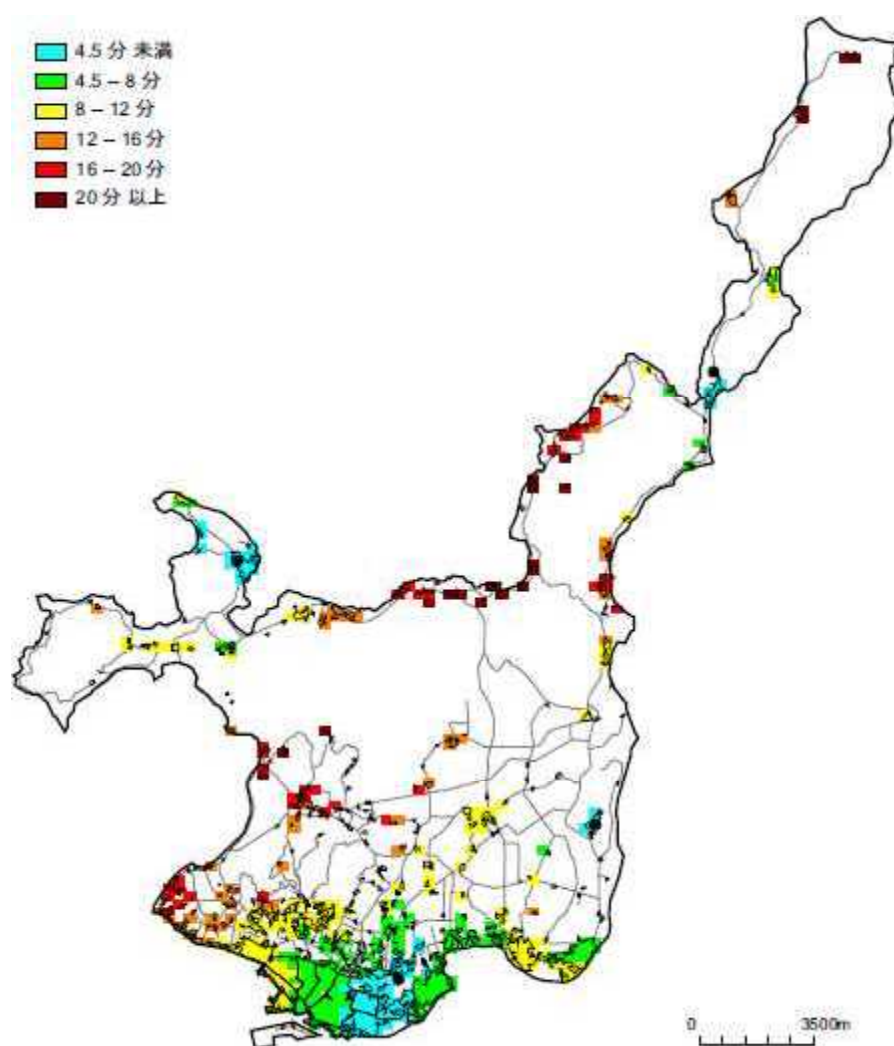 4.5 分 未満
4.5 – 8 分
8 – 12 分
12 – 16 分
16 – 20 分
20 分 以上
0 3500m